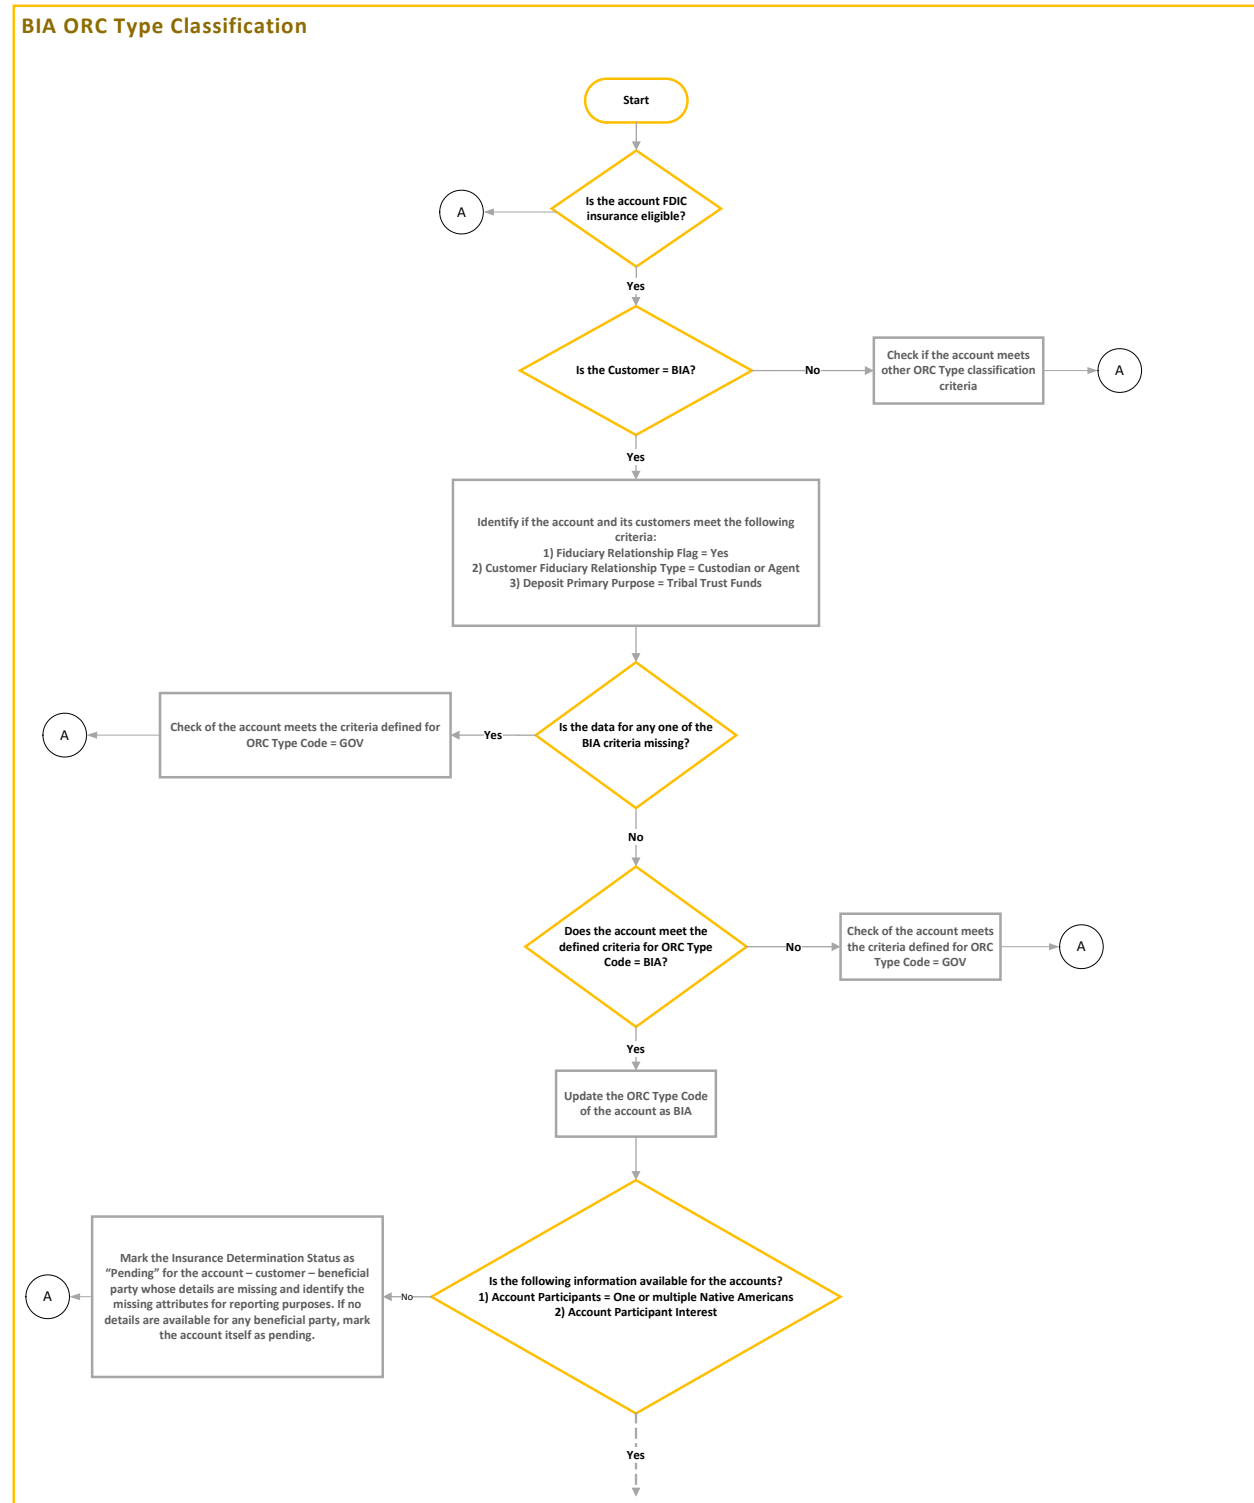 BIA ORC Type Classification
Start
Is the account FDIC
insurance eligible?
A
Yes
Is the Customer = BIA?
No
Check if the account meets
other ORC Type classification
criteria
A
Yes
Identify if the account and its customers meet the following
criteria:
1) Fiduciary Relationship Flag = Yes
2) Customer Fiduciary Relationship Type = Custodian or Agent
3) Deposit Primary Purpose = Tribal Trust Funds
Is the data for any one of the
BIA criteria missing?
Yes
Check of the account meets the criteria defined for
ORC Type Code = GOV
A
No
Does the account meet the
defined criteria for ORC Type
Code = BIA?
No
Check of the account meets
the criteria defined for ORC
Type Code = GOV
A
Yes
Update the ORC Type Code
of the account as BIA
Is the following information available for the accounts?
1) Account Participants = One or multiple Native Americans
2) Account Participant Interest
No
Mark the Insurance Determination Status as
“Pending” for the account – customer – beneficial
party whose details are missing and identify the
missing attributes for reporting purposes. If no
details are available for any beneficial party, mark
the account itself as pending.
A
Yes